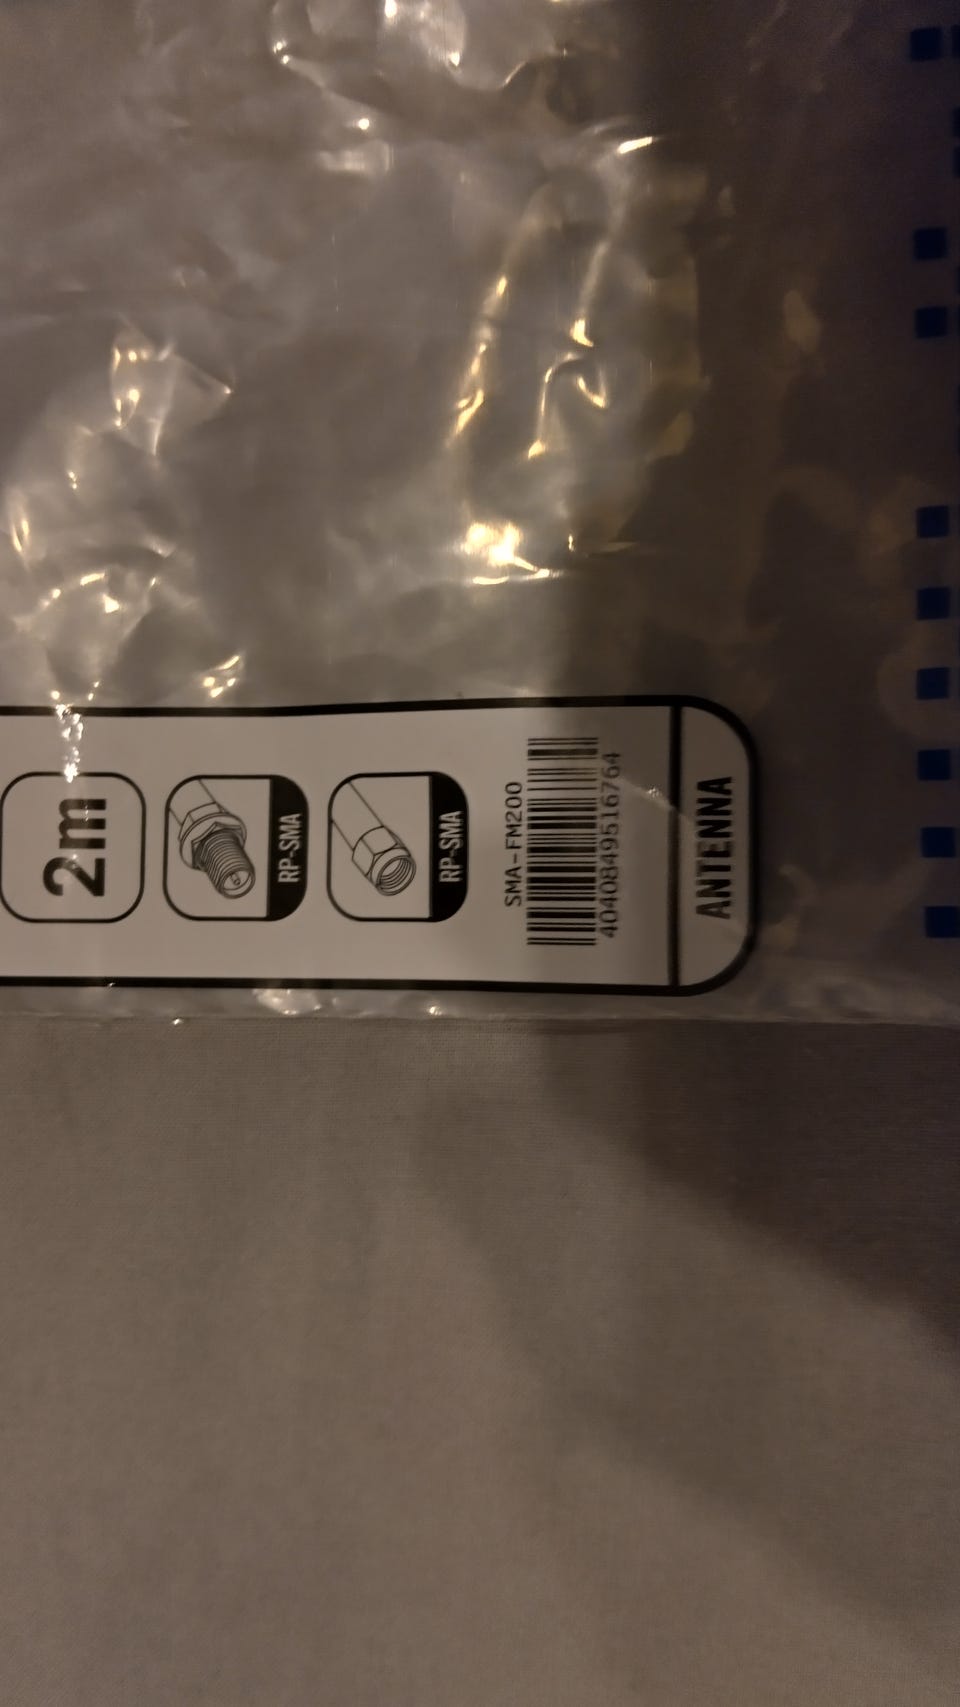 2m
RP-SMA
RP-SMA
SMA-FM200
4040849516764
ANTENNA